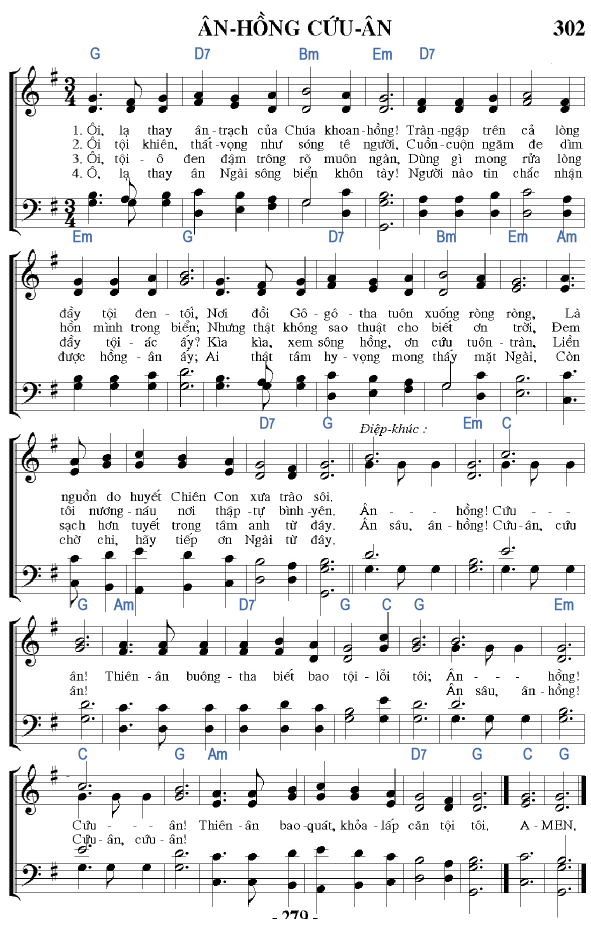 ÂN-HỒNG CỨU-ÂN 302
G D7 Bm Em D7
3 4
1. Ôi, lạ thay ân-trạch của Chúa khoan-hồng! Tràn-ngập trên cả lòng
2. Ôi tội khiên, thất-vọng như sóng tê người, Cuồn-cuộn ngăm đe dìm
3. Ôi, tội-ô đen đậm trông rõ muôn ngàn, Dùng gì mong rửa lòng
4. Ô, lạ thay ân Ngài sông biển khôn tày! Người nào tin chắc nhận
3 4
Em G D7 Bm Em Am
đầy tội đen-tối, Nơi đồi Gô-gô-tha tuôn xuống ròng ròng, Là
hồn mình trong biển; Nhưng thật không sao thuật cho biết ơn trời, Đem
đầy tội-ác ấy? Kìa kìa, xem sông hồng, ơn cứu tuôn-tràn, Liền
được hồng-ân ấy; Ai thật tầm hy-vọng mong thấy mặt Ngài, Còn
D7 G Điệp-khúc : Em C
nguồn do huyết Chiên Con xưa trào sôi. Ân - - - hồng! Cứu - - -
tôi nương-náu nơi thập-tự bình-yên.
sạch hơn tuyết trong tâm anh từ đây. Ân sâu, ân-hồng! Cứu-ân, cứu
chờ chi, hãy tiếp ơn Ngài từ đây.
G Am D7 G C G Em
ân! Thiên-ân buông-tha biết bao tội-lỗi tôi; Ân - - - hồng!
ân! Ân sâu, ân-hồng!
C G Am D7 G C G
Cứu - - - ân! Thiên-ân bao-quát, khỏa-lấp căn tội tôi. A-MEN.
Cứu-ân, cứu-ân!
- 279 -